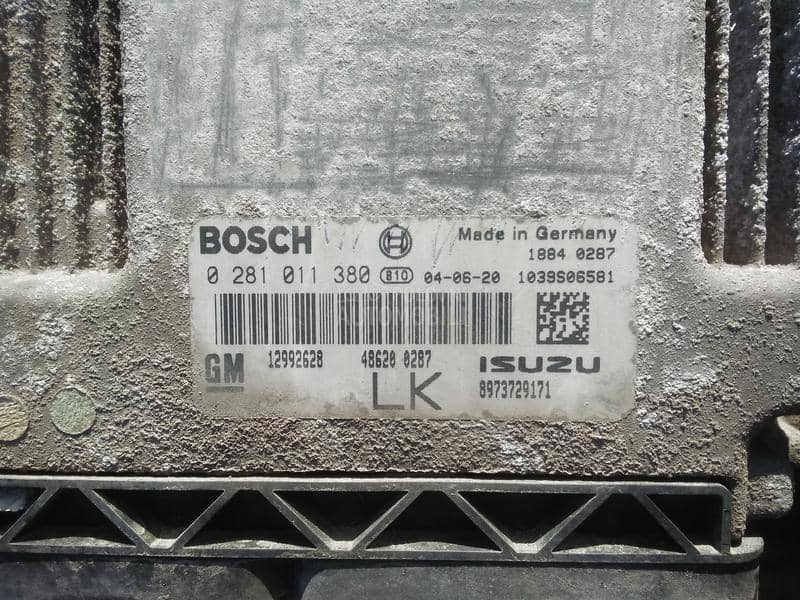 BOSCH
Made in Germany
1884 0287
0 281 011 380 B10 04-06-20 1039S06581
GM 12992628 48620 0287 ISUZU
LK 8973729171